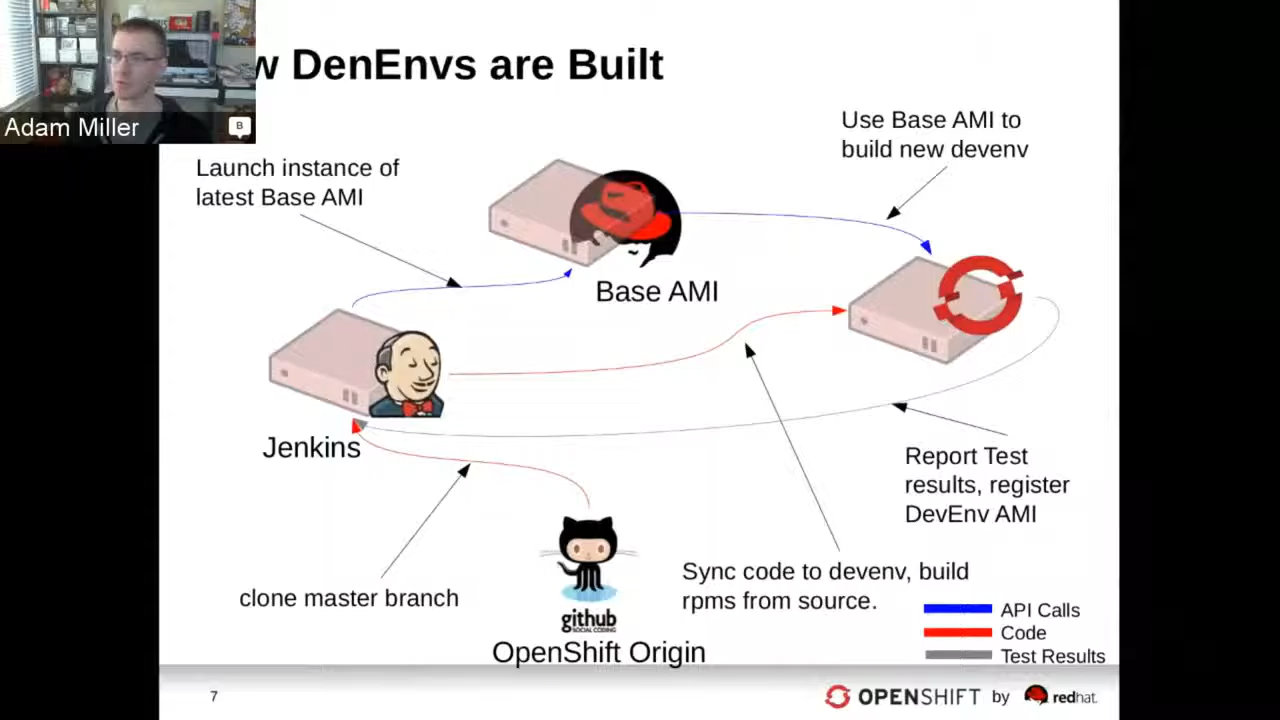 w DenEnvs are Built
Adam Miller
B
Use Base AMI to
build new devenv
Launch instance of
latest Base AMI
Base AMI
Jenkins
Report Test
results, register
DevEnv AMI
Sync code to devenv, build
rpms from source.
clone master branch
github
SOCIAL CODING
OpenShift Origin
API Calls
Code
Test Results
7
OPENSHIFT by redhat.